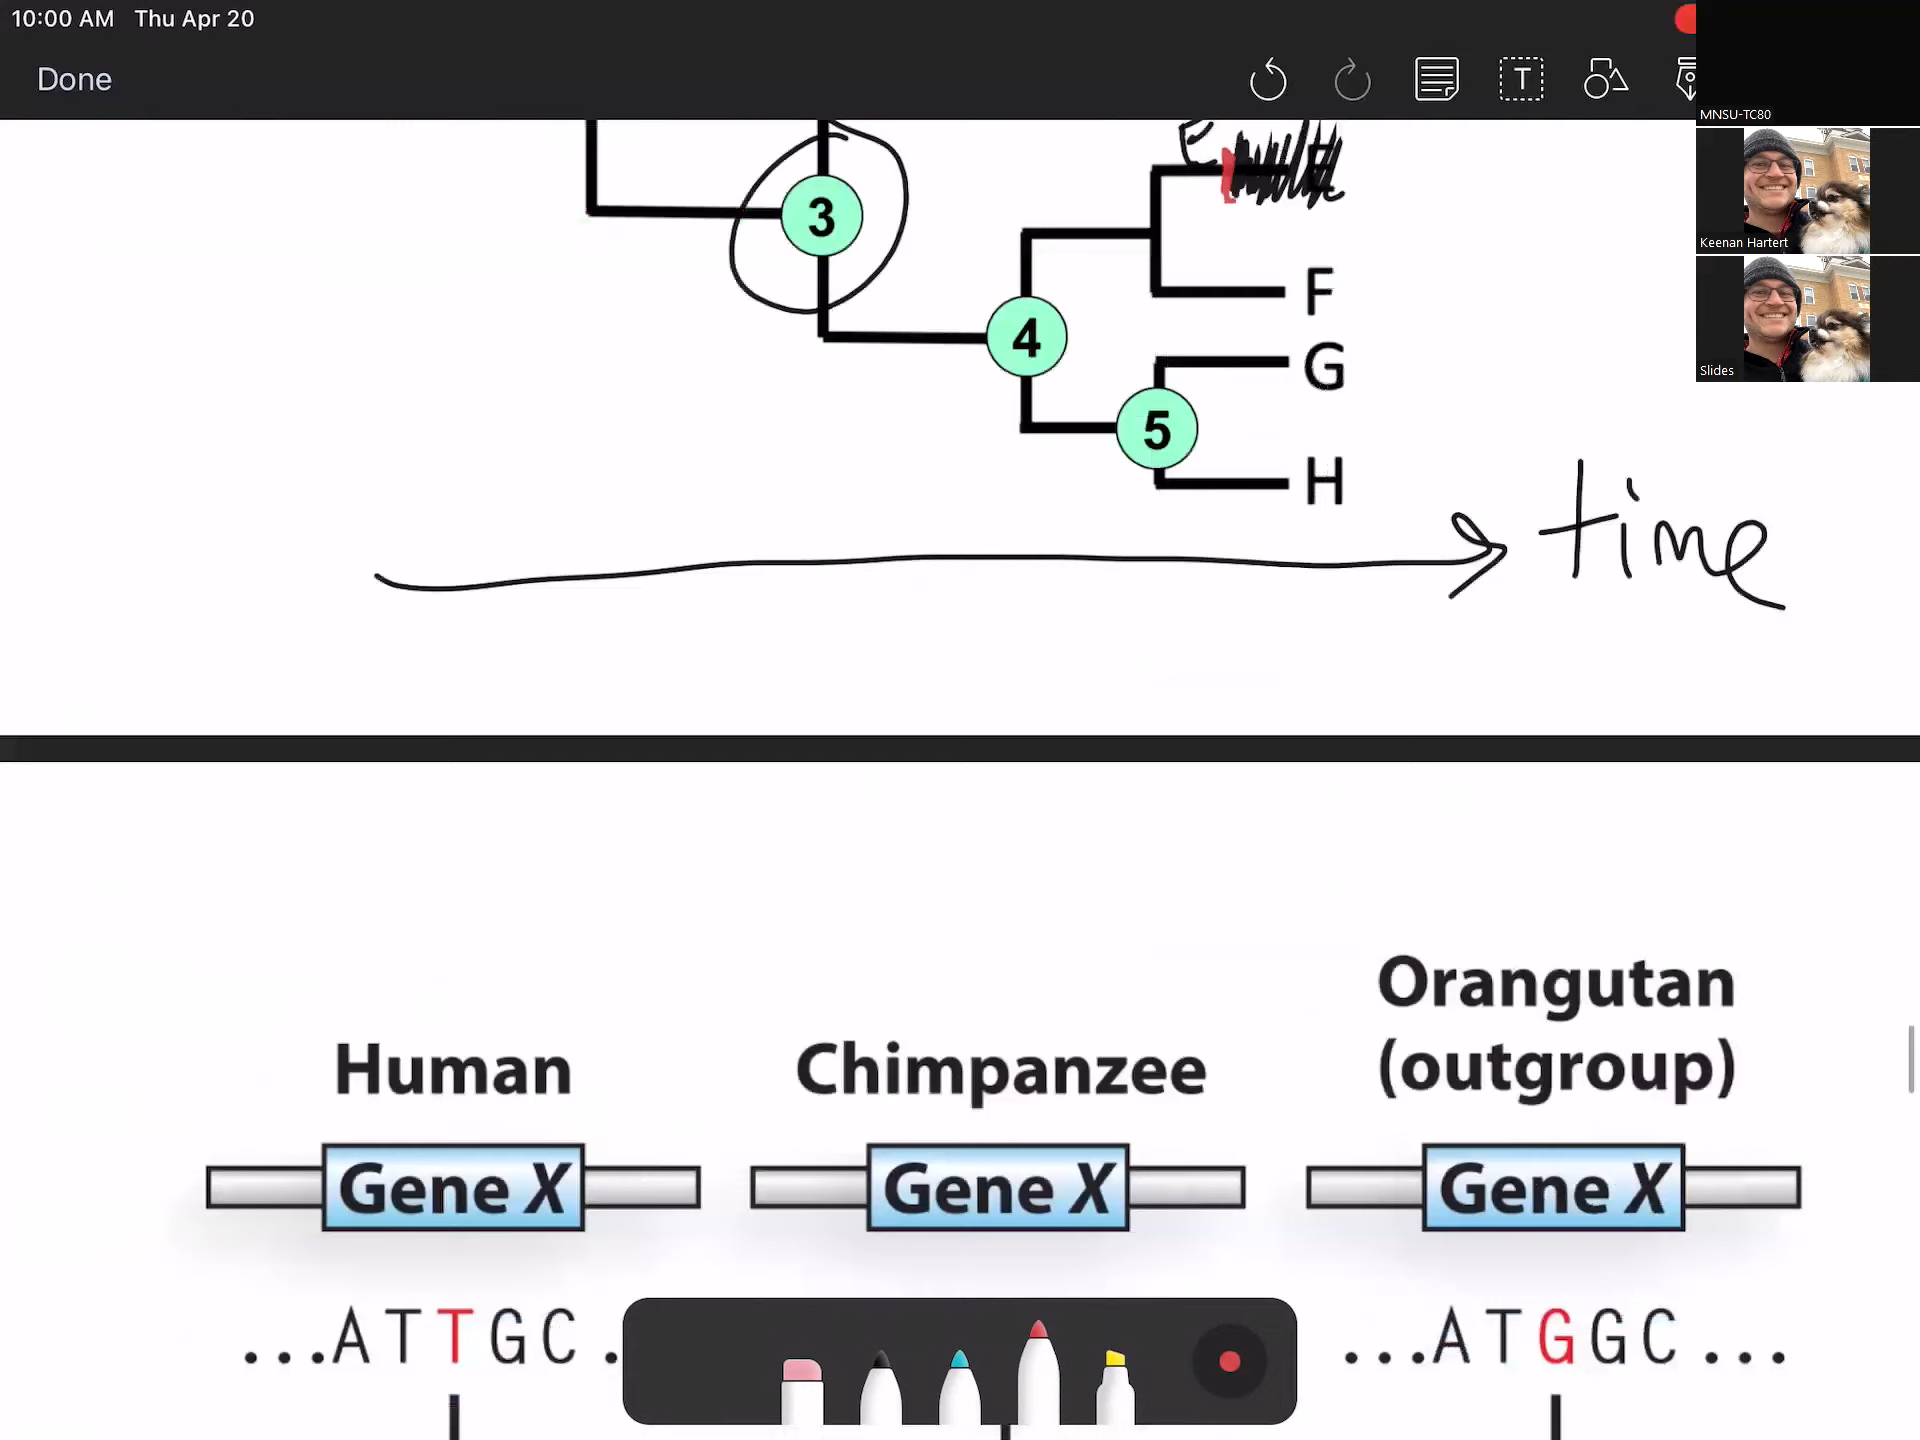 10:00 AM Thu Apr 20
Done
T
MNSU-TC80
Keenan Hartert
Slides
E
3
F
4
G
5
H
time
Orangutan
Human Chimpanzee (outgroup)
Gene X Gene X Gene X
...ATTGC . ...ATGGC...